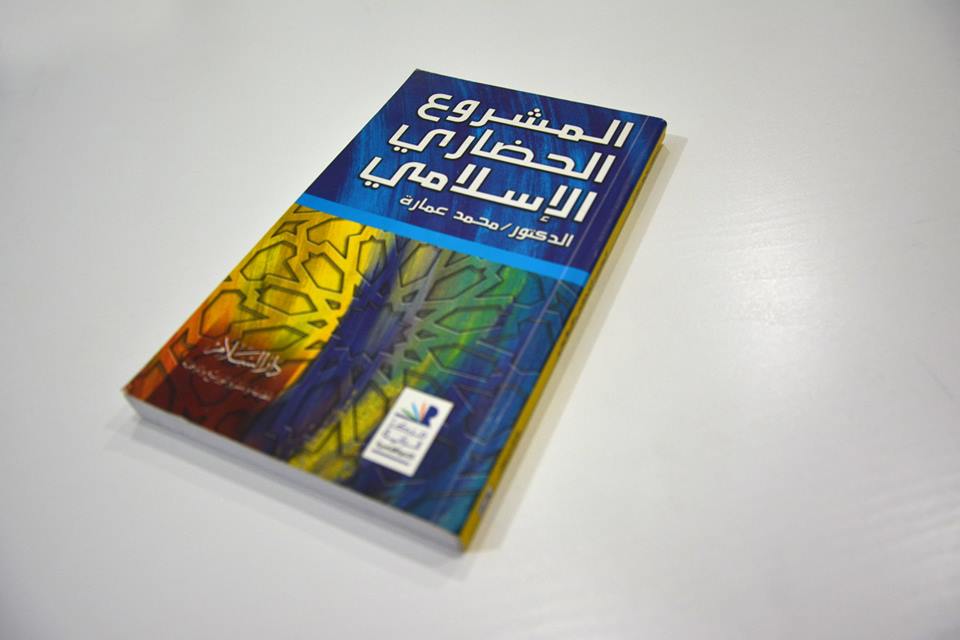 المشروع
الحضاري
الإسلامي
الدكتور/محمد عمارة
دار السلام